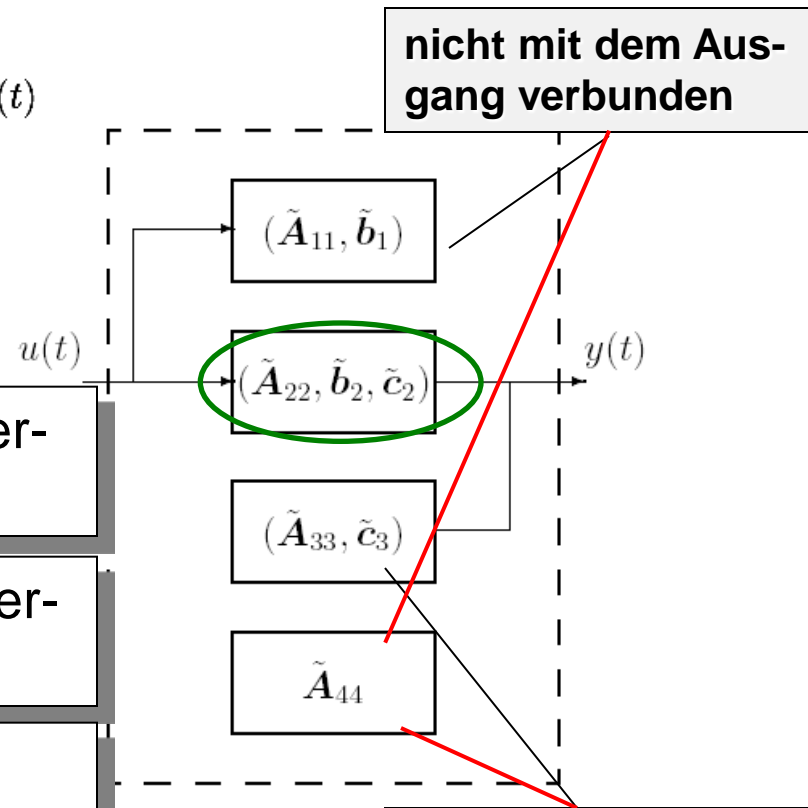 nicht mit dem Aus-
gang verbunden
(t)
(Ã₁₁, b̃₁)
u(t)
(Ã₂₂, b̃₂, c̃₂)
y(t)
er-
(Ã₃₃, c̃₃)
er-
Ã₄₄